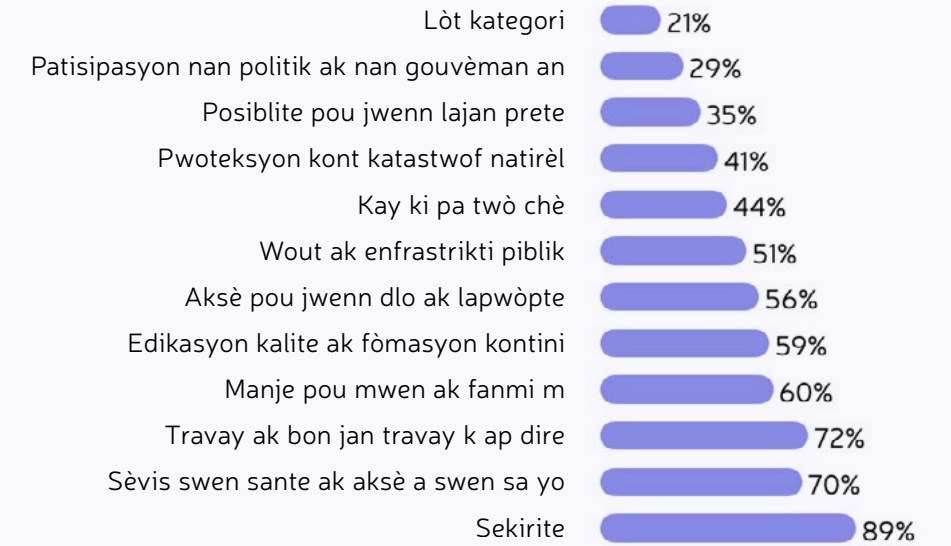 Lòt kategori 21%
Patisipasyon nan politik ak nan gouvèman an 29%
Posiblite pou jwenn lajan prete 35%
Pwoteksyon kont katastwof natirèl 41%
Kay ki pa twò chè 44%
Wout ak enfrastrikti piblik 51%
Aksè pou jwenn dlo ak lapwòpte 56%
Edikasyon kalite ak fòmasyon kontini 59%
Manje pou mwen ak fanmi m 60%
Travay ak bon jan travay k ap dire 72%
Sèvis swen sante ak aksè a swen sa yo 70%
Sekirite 89%